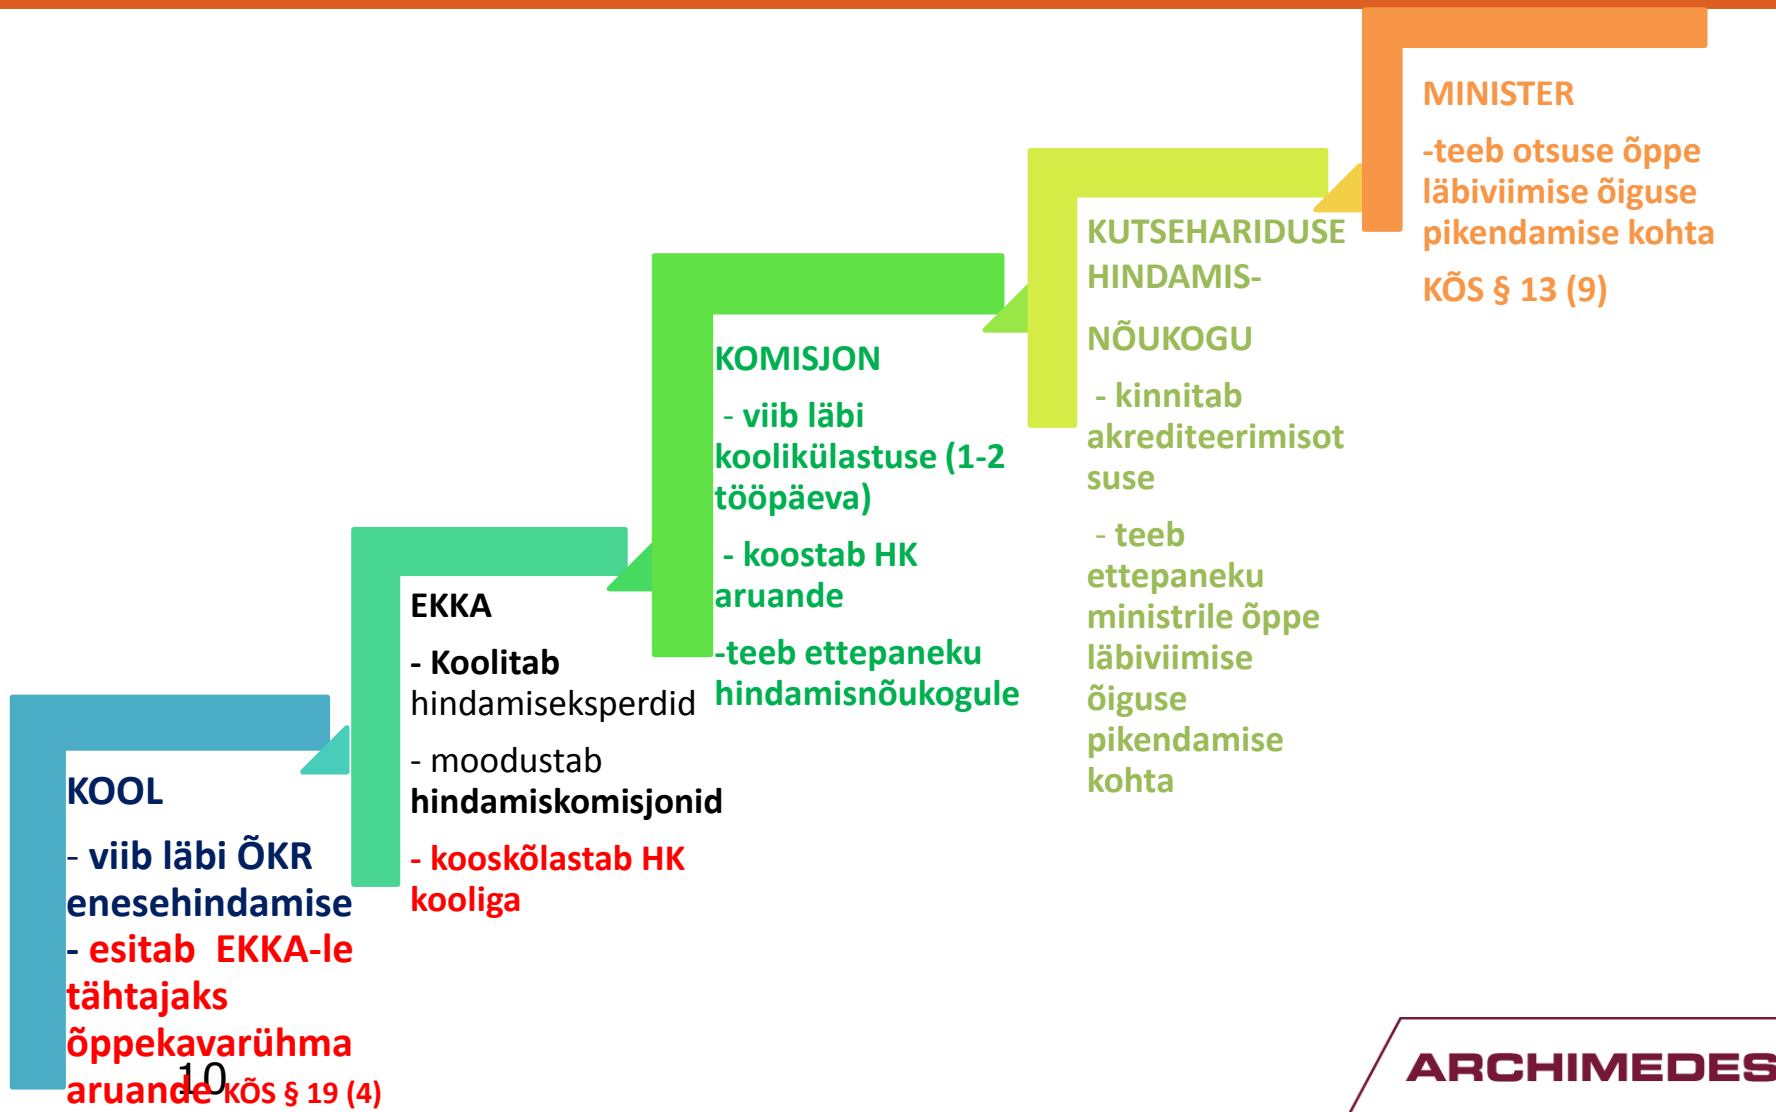 KOOL
- viib läbi ÕKR
enesehindamise
- esitab EKKA-le
tähtajaks
õppekavarühma
aruande KÕS § 19 (4)
10
EKKA
- Koolitab
hindamiseksperdid
- moodustab
hindamiskomisjonid
- kooskõlastab HK
kooliga
KOMISJON
- viib läbi
koolikülastuse (1-2
tööpäeva)
- koostab HK
aruande
-teeb ettepaneku
hindamisnõukogule
KUTSEHARIDUSE
HINDAMIS-
NÕUKOGU
- kinnitab
akrediteerimisot
suse
- teeb
ettepaneku
ministrile õppe
läbiviimise
õiguse
pikendamise
kohta
MINISTER
-teeb otsuse õppe
läbiviimise õiguse
pikendamise kohta
KÕS § 13 (9)
ARCHIMEDES